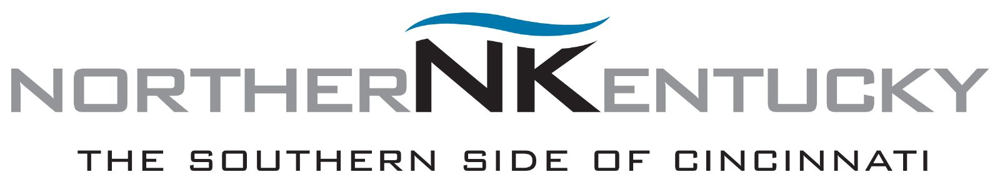 NORTHERNKENTUCKY
THE SOUTHERN SIDE OF CINCINNATI